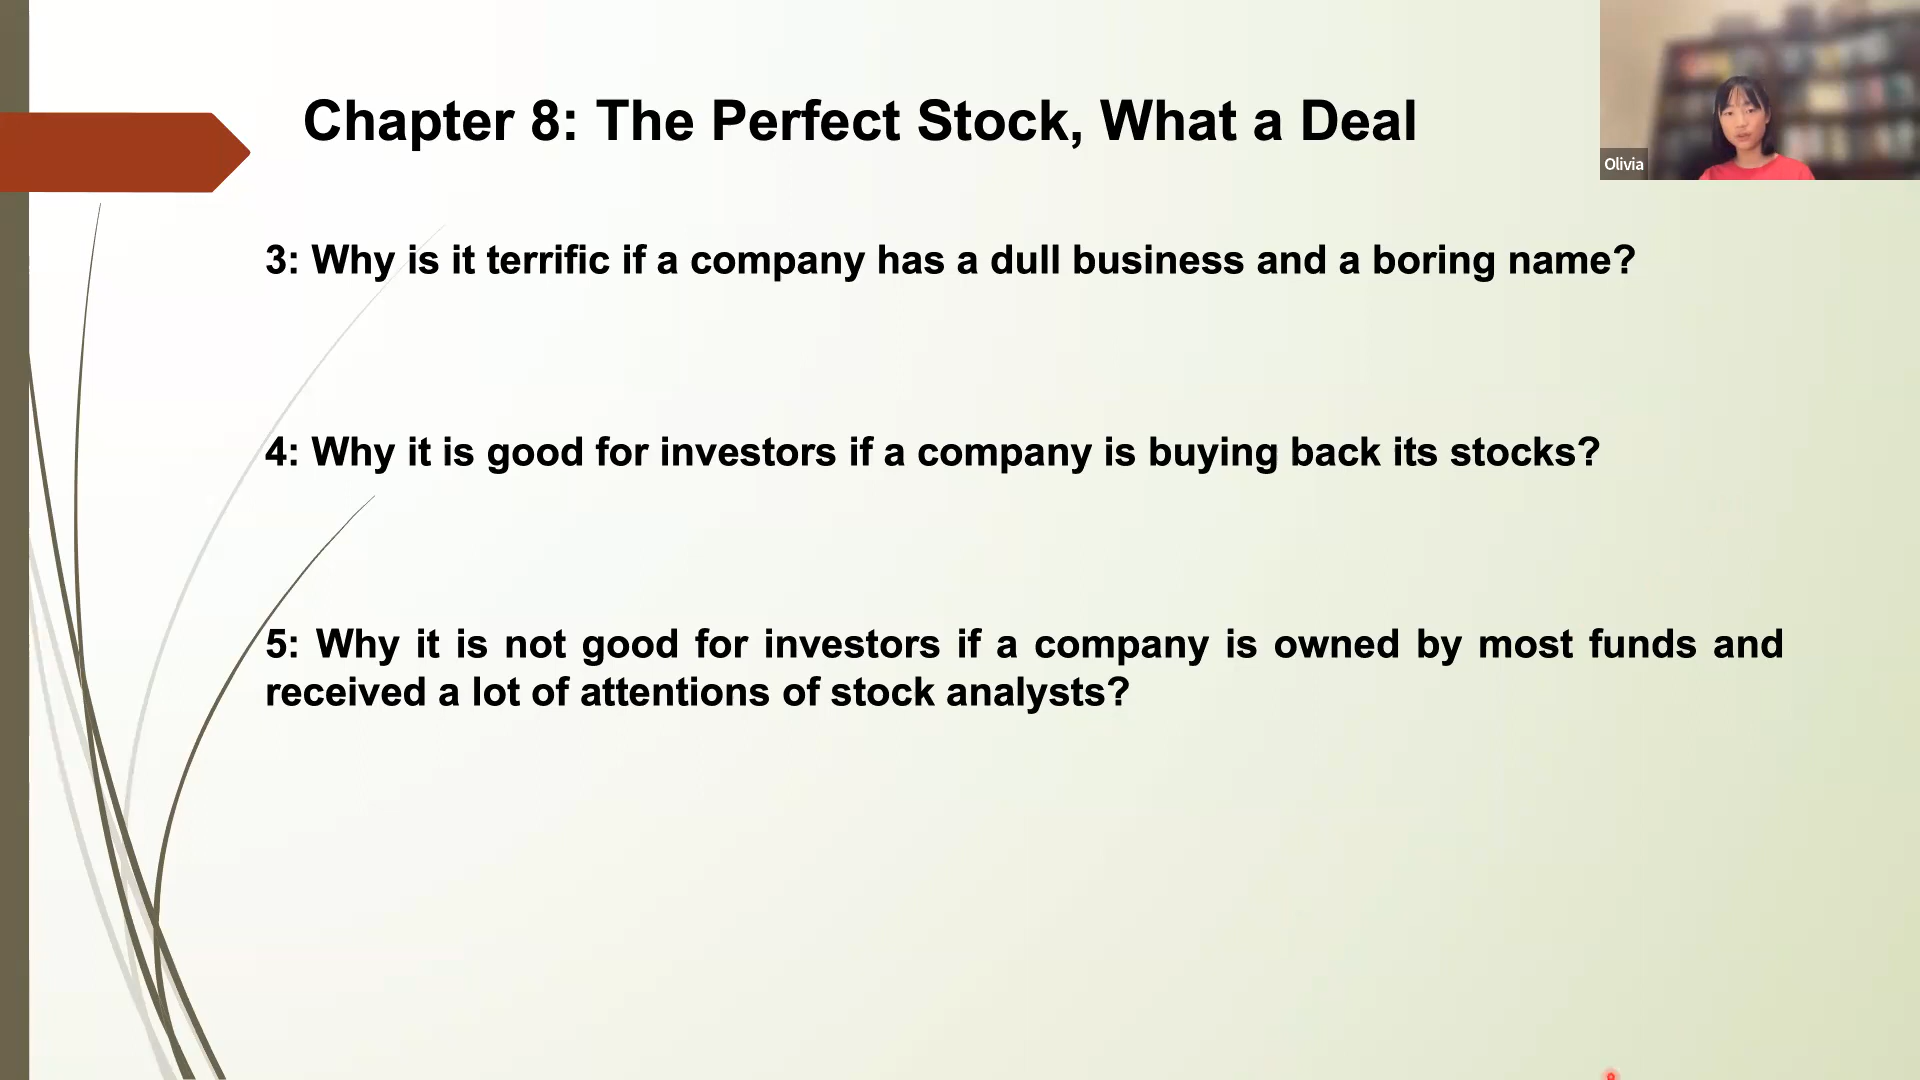 Chapter 8: The Perfect Stock, What a Deal
Olivia
3: Why is it terrific if a company has a dull business and a boring name?
4: Why it is good for investors if a company is buying back its stocks?
5: Why it is not good for investors if a company is owned by most funds and
received a lot of attentions of stock analysts?